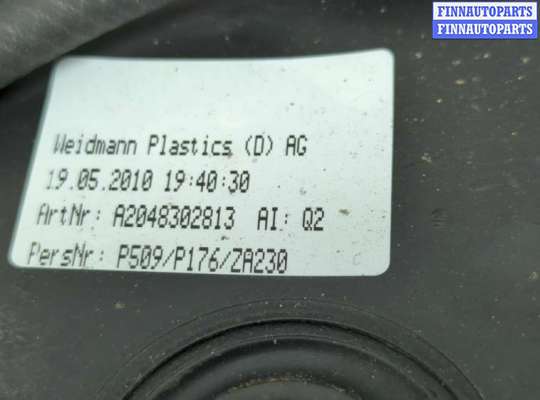 FINNAUTOPARTS
FINNAUTOPARTS
Weidmann Plastics (D) AG
19.05.2010 19:40:30
ArtNr: A2048302813 AI: Q2
PersNr: P509/P176/ZA230